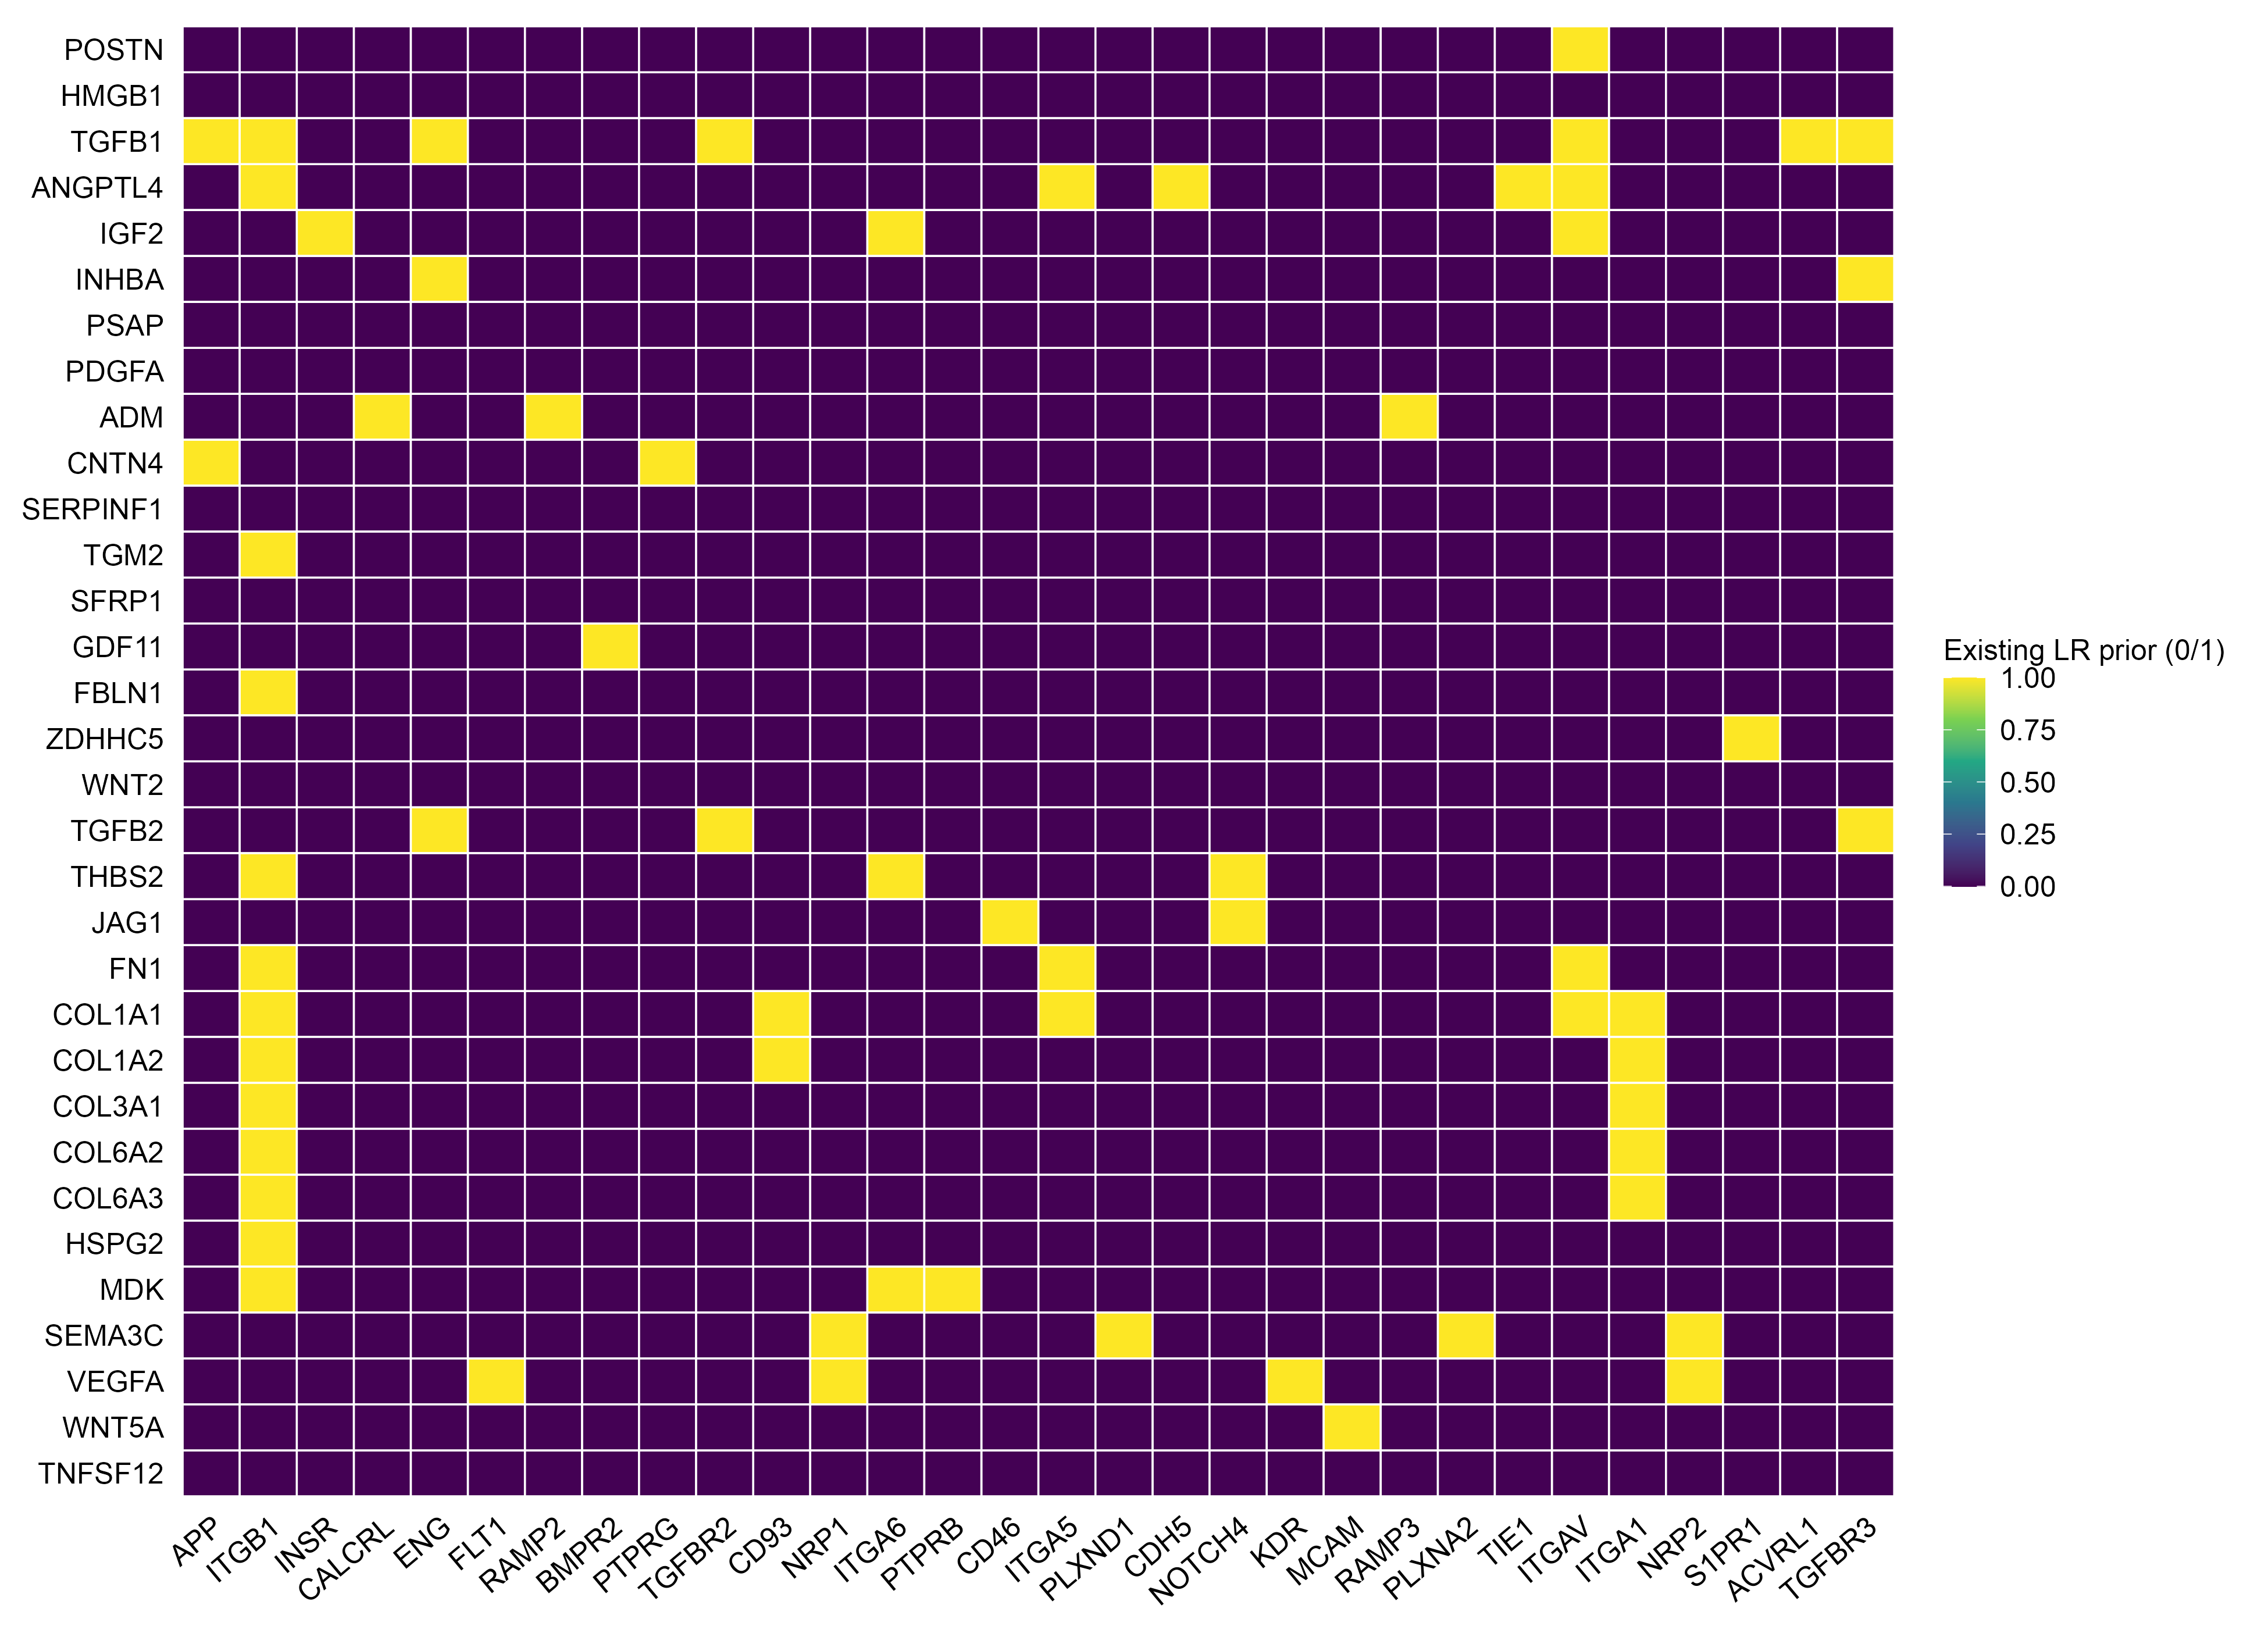 POSTN
HMGB1
TGFB1
ANGPTL4
IGF2
INHBA
PSAP
PDGFA
ADM
CNTN4
SERPINF1
TGM2
SFRP1
GDF11
FBLN1
ZDHHC5
WNT2
TGFB2
THBS2
JAG1
FN1
COL1A1
COL1A2
COL3A1
COL6A2
COL6A3
HSPG2
MDK
SEMA3C
VEGFA
WNT5A
TNFSF12
APP
ITGB1
INSR
CALCRL
ENG
FLT1
RAMP2
BMPR2
PTPRG
TGFBR2
CD93
NRP1
ITGA6
PTPRB
CD46
ITGA5
PLXND1
CDH5
NOTCH4
KDR
MCAM
RAMP3
PLXNA2
TIE1
ITGAV
ITGA1
NRP2
S1PR1
ACVRL1
TGFBR3
Existing LR prior (0/1)
1.00
0.75
0.50
0.25
0.00